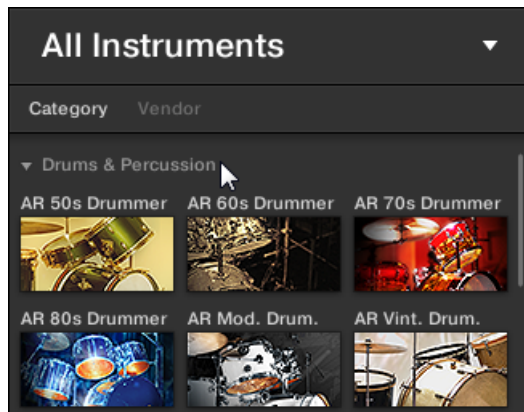 All Instruments
Category Vendor
Drums & Percussion
AR 50s Drummer AR 60s Drummer AR 70s Drummer
AR 80s Drummer AR Mod. Drum. AR Vint. Drum.